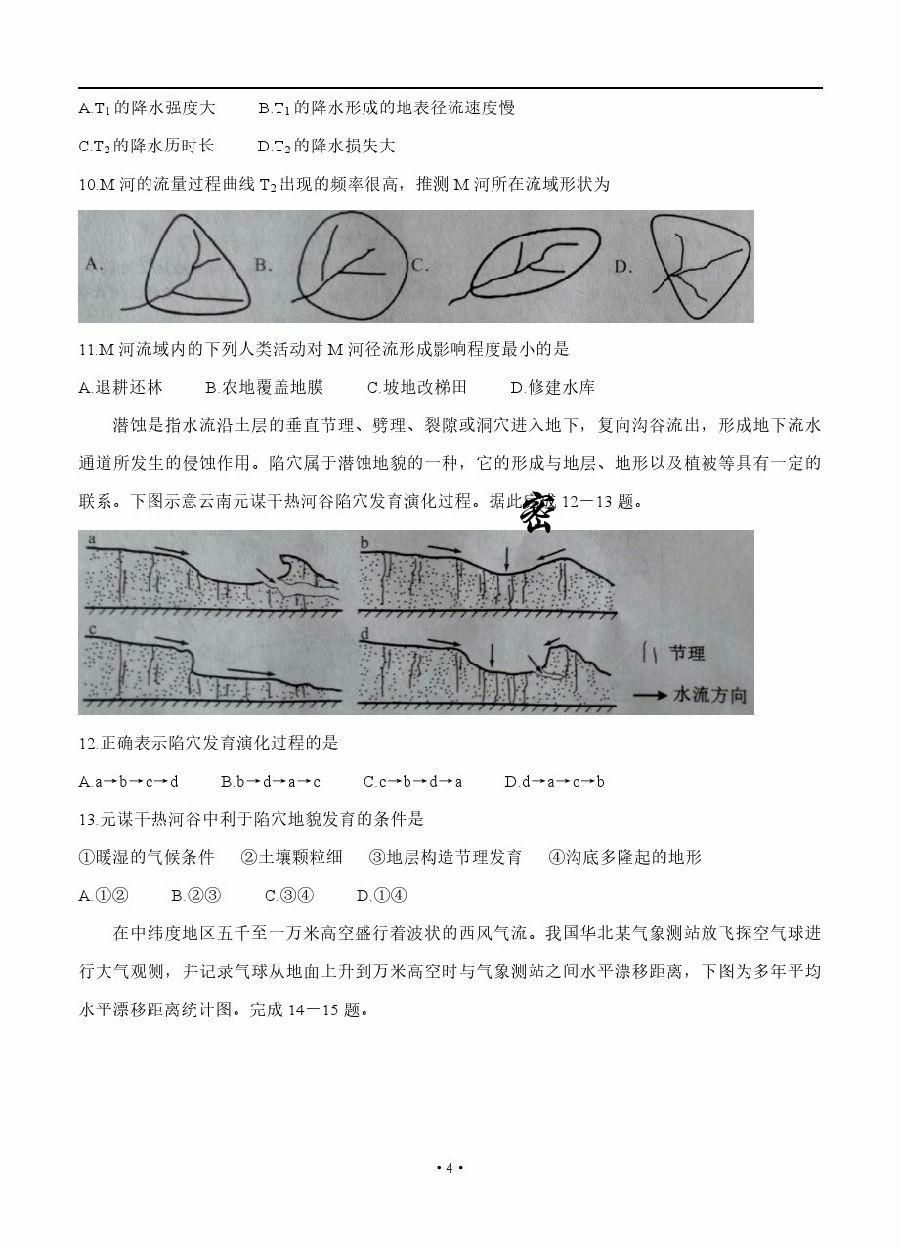 A.T₁的降水强度大 B.T₁的降水形成的地表径流速度慢
C.T₂的降水历时长 D.T₂的降水损失大
10.M河的流量过程曲线T₂出现的频率很高，推测M河所在流域形状为
A. B. C. D.
11.M河流域内的下列人类活动对M河径流形成影响程度最小的是
A.退耕还林 B.农地覆盖地膜 C.坡地改梯田 D.修建水库
潜蚀是指水流沿土层的垂直节理、劈理、裂隙或洞穴进入地下，复向沟谷流出，形成地下流水
通道所发生的侵蚀作用。陷穴属于潜蚀地貌的一种，它的形成与地层、地形以及植被等具有一定的
联系。下图示意云南元谋干热河谷陷穴发育演化过程。据此 12－13题。
密
a b
c d
节理
水流方向
12.正确表示陷穴发育演化过程的是
A.a→b→c→d B.b→d→a→c C.c→b→d→a D.d→a→c→b
13.元谋干热河谷中利于陷穴地貌发育的条件是
①暖湿的气候条件 ②土壤颗粒细 ③地层构造节理发育 ④沟底多隆起的地形
A.①② B.②③ C.③④ D.①④
在中纬度地区五千至一万米高空盛行着波状的西风气流。我国华北某气象测站放飞探空气球进
行大气观测，并记录气球从地面上升到万米高空时与气象测站之间水平漂移距离，下图为多年平均
水平漂移距离统计图。完成14－15题。
·4·